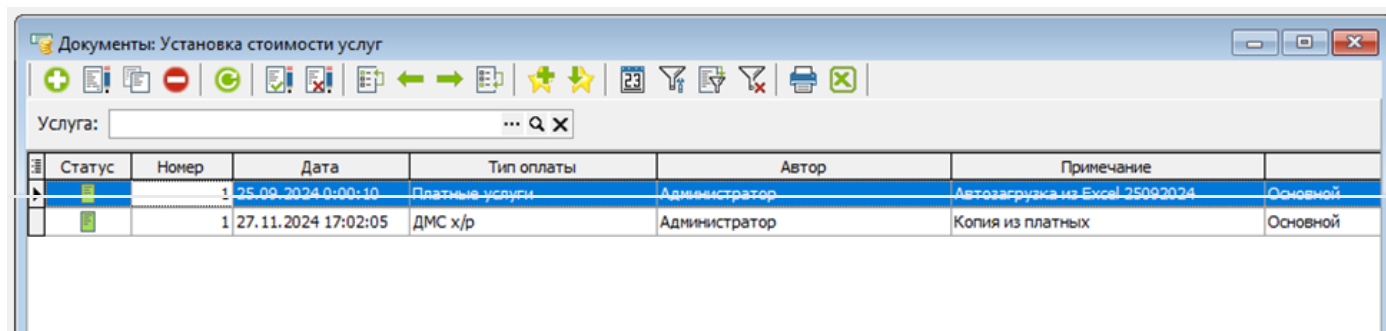 Документы: Установка стоимости услуг
23
Услуга: ...
Статус Номер Дата Тип оплаты Автор Примечание
1 25.09.2024 0:00:10 Платные услуги Администратор Автозагрузка из Excel 25092024 Основной
1 27.11.2024 17:02:05 ДМС х/р Администратор Копия из платных Основной